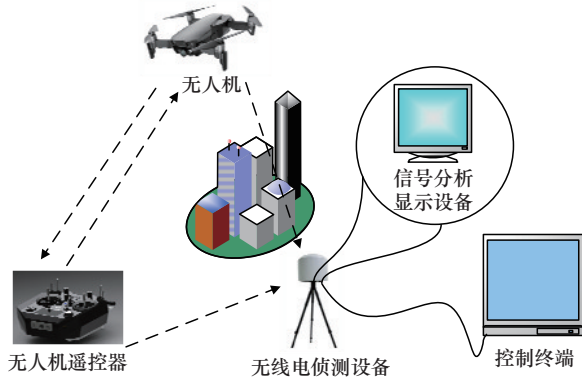 无人机
信号分析
显示设备
无人机遥控器
无线电侦测设备
控制终端